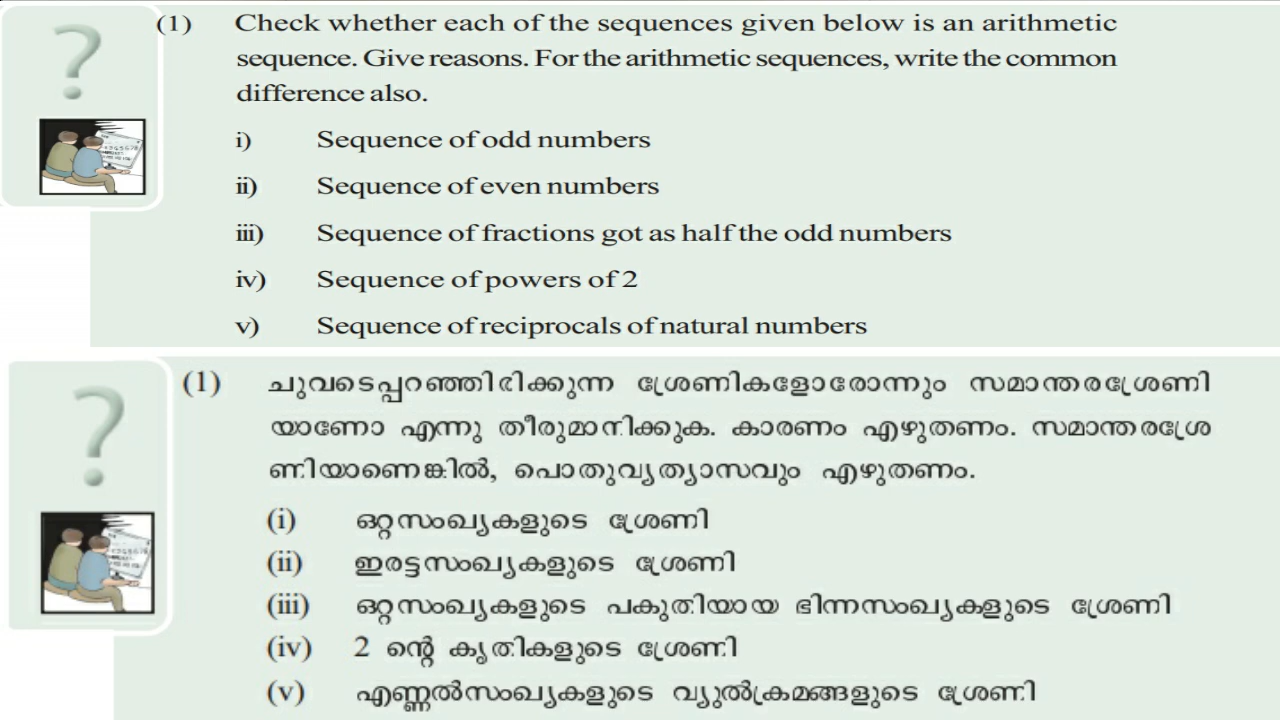 (1) Check whether each of the sequences given below is an arithmetic
sequence. Give reasons. For the arithmetic sequences, write the common
difference also.
i) Sequence of odd numbers
ii) Sequence of even numbers
iii) Sequence of fractions got as half the odd numbers
iv) Sequence of powers of 2
v) Sequence of reciprocals of natural numbers
(1) ചുവടെപ്പറഞ്ഞിരിക്കുന്ന ശ്രേണികളോരോന്നും സമാന്തരശ്രേണി
യാണോ എന്നു തീരുമാനിക്കുക. കാരണം എഴുതണം. സമാന്തരശ്രേ
ണിയാണെങ്കിൽ, പൊതുവ്യത്യാസവും എഴുതണം.
(i) ഒറ്റസംഖ്യകളുടെ ശ്രേണി
(ii) ഇരട്ടസംഖ്യകളുടെ ശ്രേണി
(iii) ഒറ്റസംഖ്യകളുടെ പകുതിയായ ഭിന്നസംഖ്യകളുടെ ശ്രേണി
(iv) 2 ന്റെ കൃതികളുടെ ശ്രേണി
(v) എണ്ണൽസംഖ്യകളുടെ വ്യുൽക്രമങ്ങളുടെ ശ്രേണി